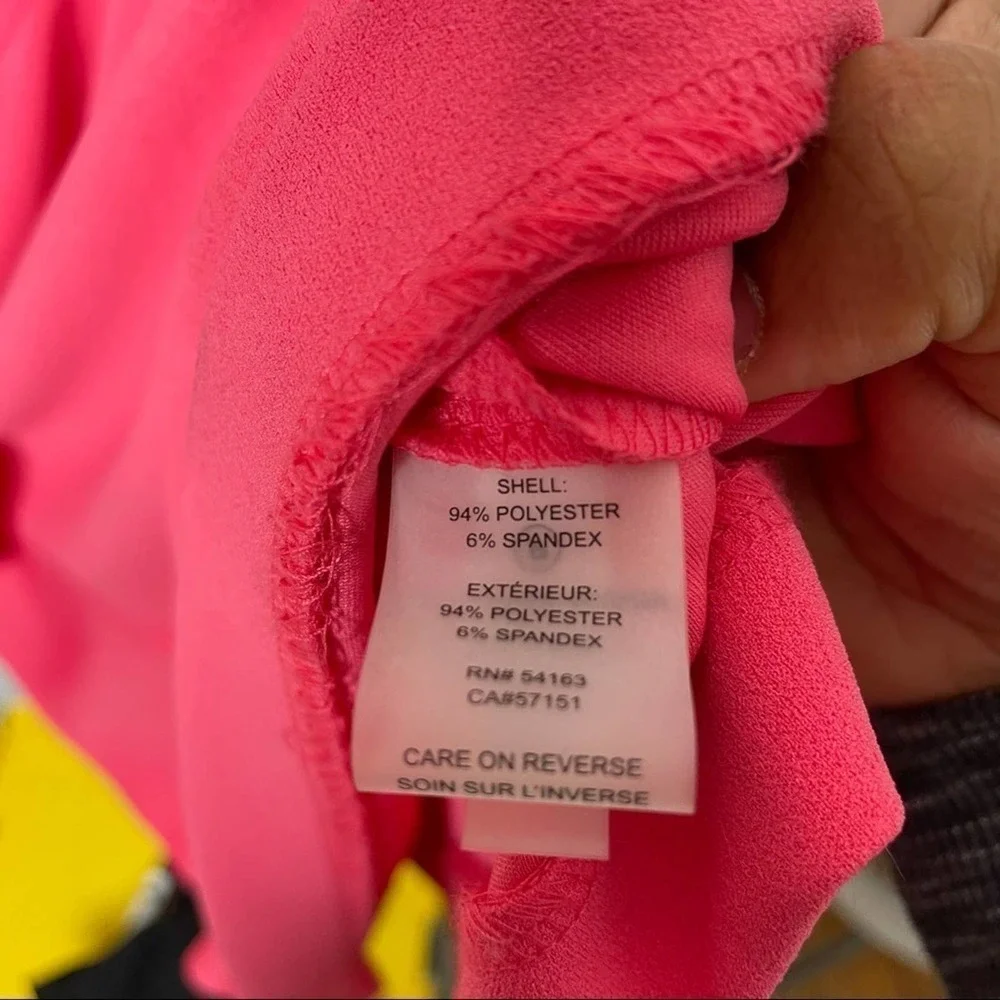 SHELL:
94% POLYESTER
6% SPANDEX
EXTÉRIEUR:
94% POLYESTER
6% SPANDEX
RN# 54163
CA#57151
CARE ON REVERSE
SOIN SUR L'INVERSE